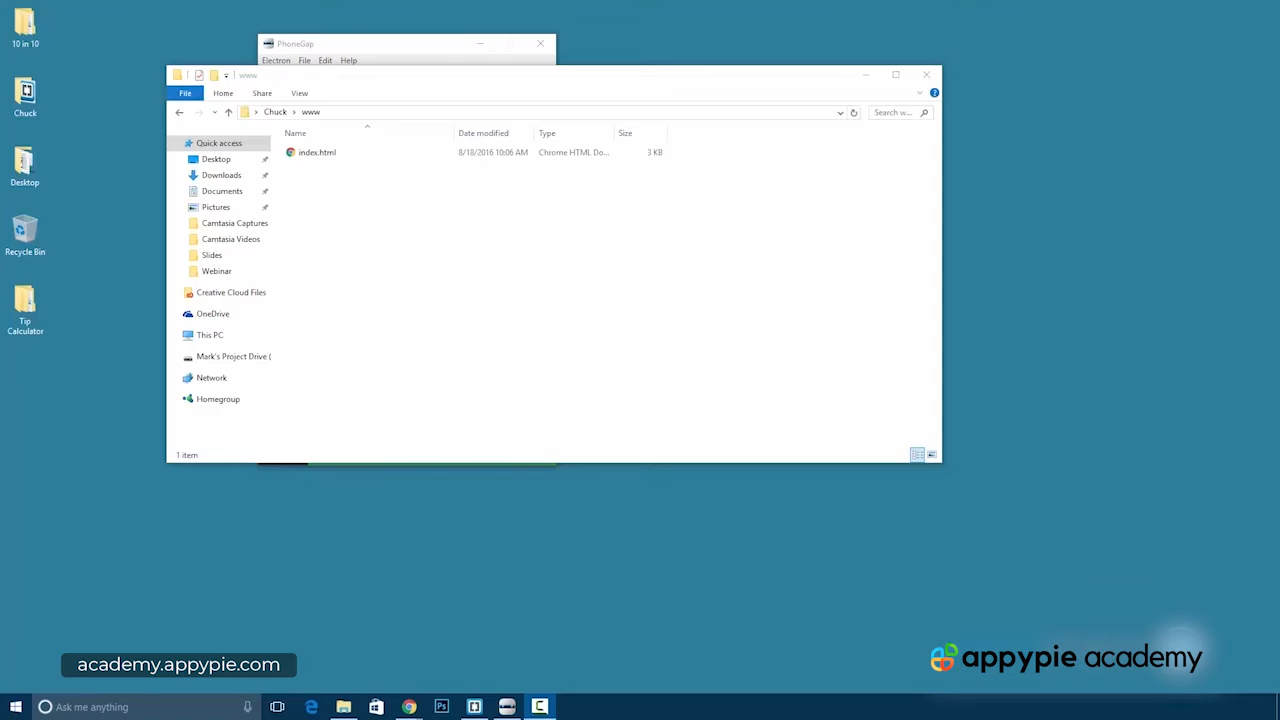 10 in 10
Chuck
Desktop
Recycle Bin
Tip
Calculator
PhoneGap
Electron File Edit Help
www
File Home Share View
Chuck www
Search w...
Name Date modified Type Size
index.html 8/18/2016 10:06 AM Chrome HTML Do... 3 KB
Quick access
Desktop
Downloads
Documents
Pictures
Camtasia Captures
Camtasia Videos
Slides
Webinar
Creative Cloud Files
OneDrive
This PC
Mark's Project Drive (
Network
Homegroup
1 item
academy.appypie.com
appypie academy
Ask me anything
Ps